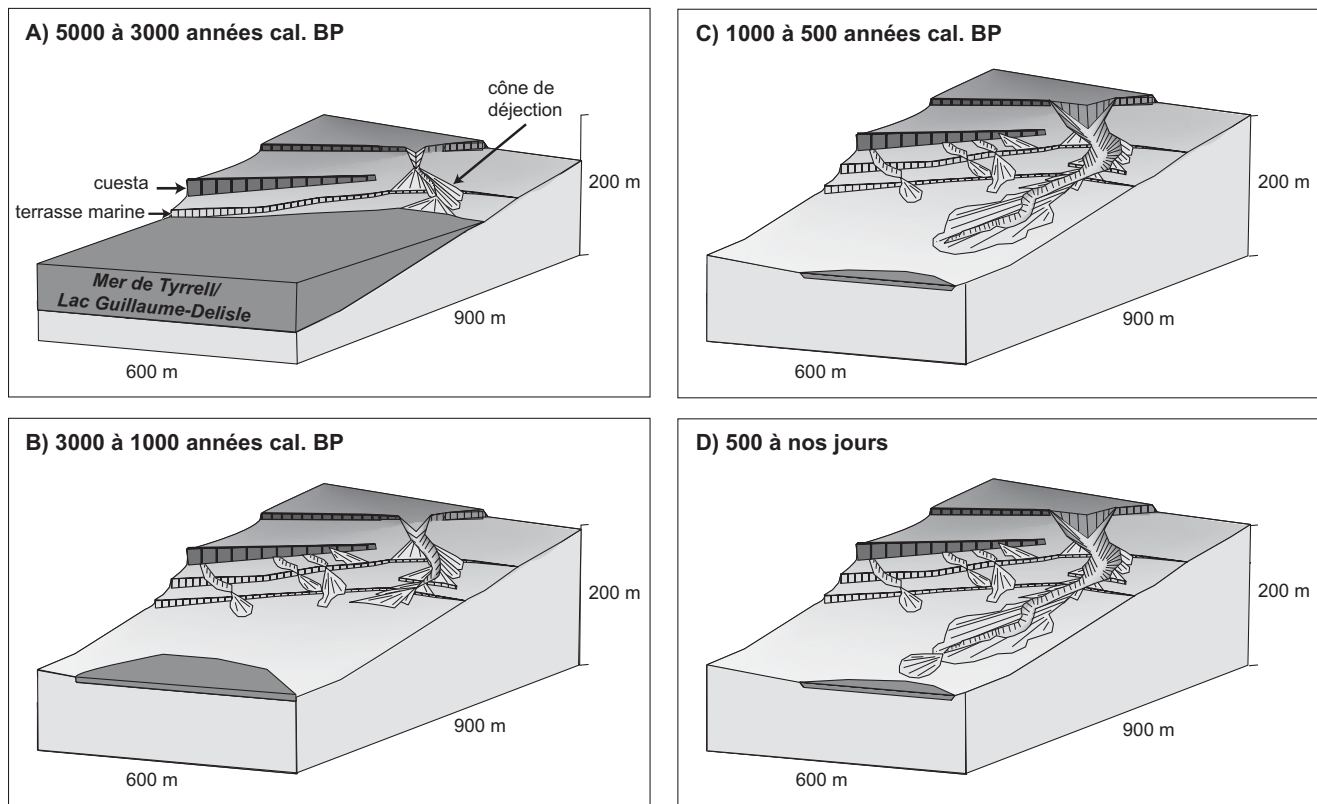 A) 5000 à 3000 années cal. BP
cône de
déjection
cuesta
terrasse marine
200 m
Mer de Tyrrell/
Lac Guillaume-Delisle
900 m
600 m
B) 3000 à 1000 années cal. BP
200 m
900 m
600 m
C) 1000 à 500 années cal. BP
200 m
900 m
600 m
D) 500 à nos jours
200 m
900 m
600 m